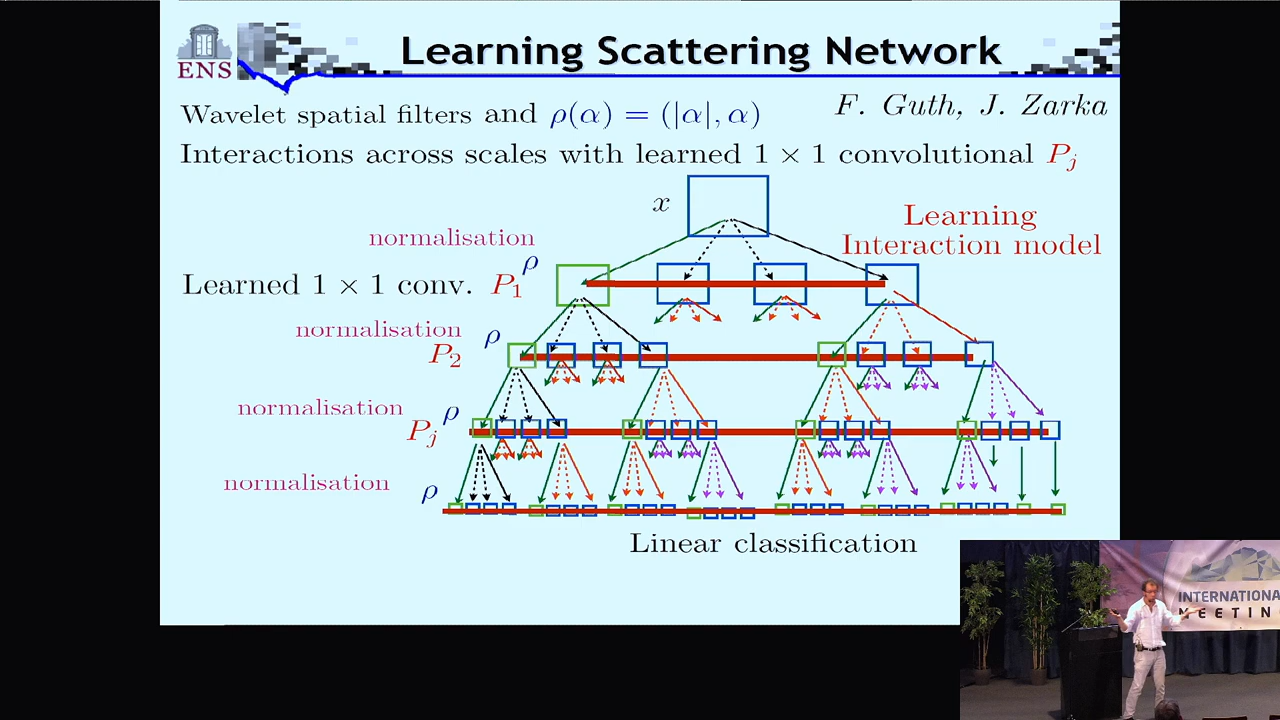 ENS
Learning Scattering Network
Wavelet spatial filters and ρ(α) = (|α|, α)
F. Guth, J. Zarka
Interactions across scales with learned 1 × 1 convolutional P_j
x
Learning
Interaction model
normalisation
ρ
Learned 1 × 1 conv. P_1
normalisation
ρ
P_2
normalisation
ρ
P_j
normalisation
ρ
Linear classification
INTERNATIONA
MEETIN